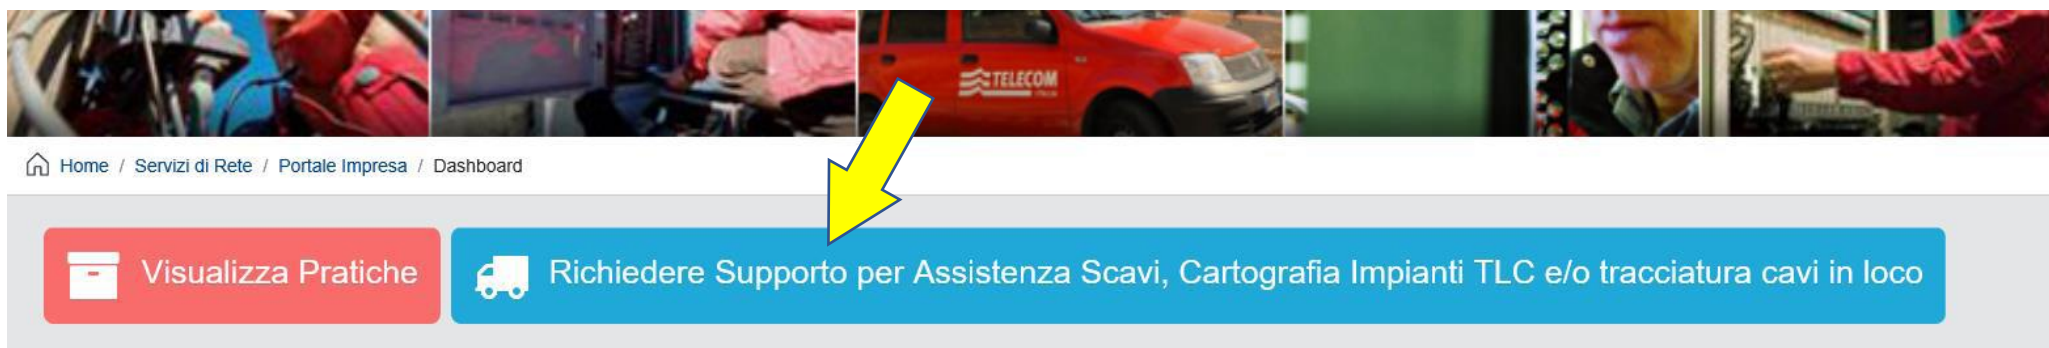 TELECOM
ITALIA
Home / Servizi di Rete / Portale Impresa / Dashboard
Visualizza Pratiche
Richiedere Supporto per Assistenza Scavi, Cartografia Impianti TLC e/o tracciatura cavi in loco